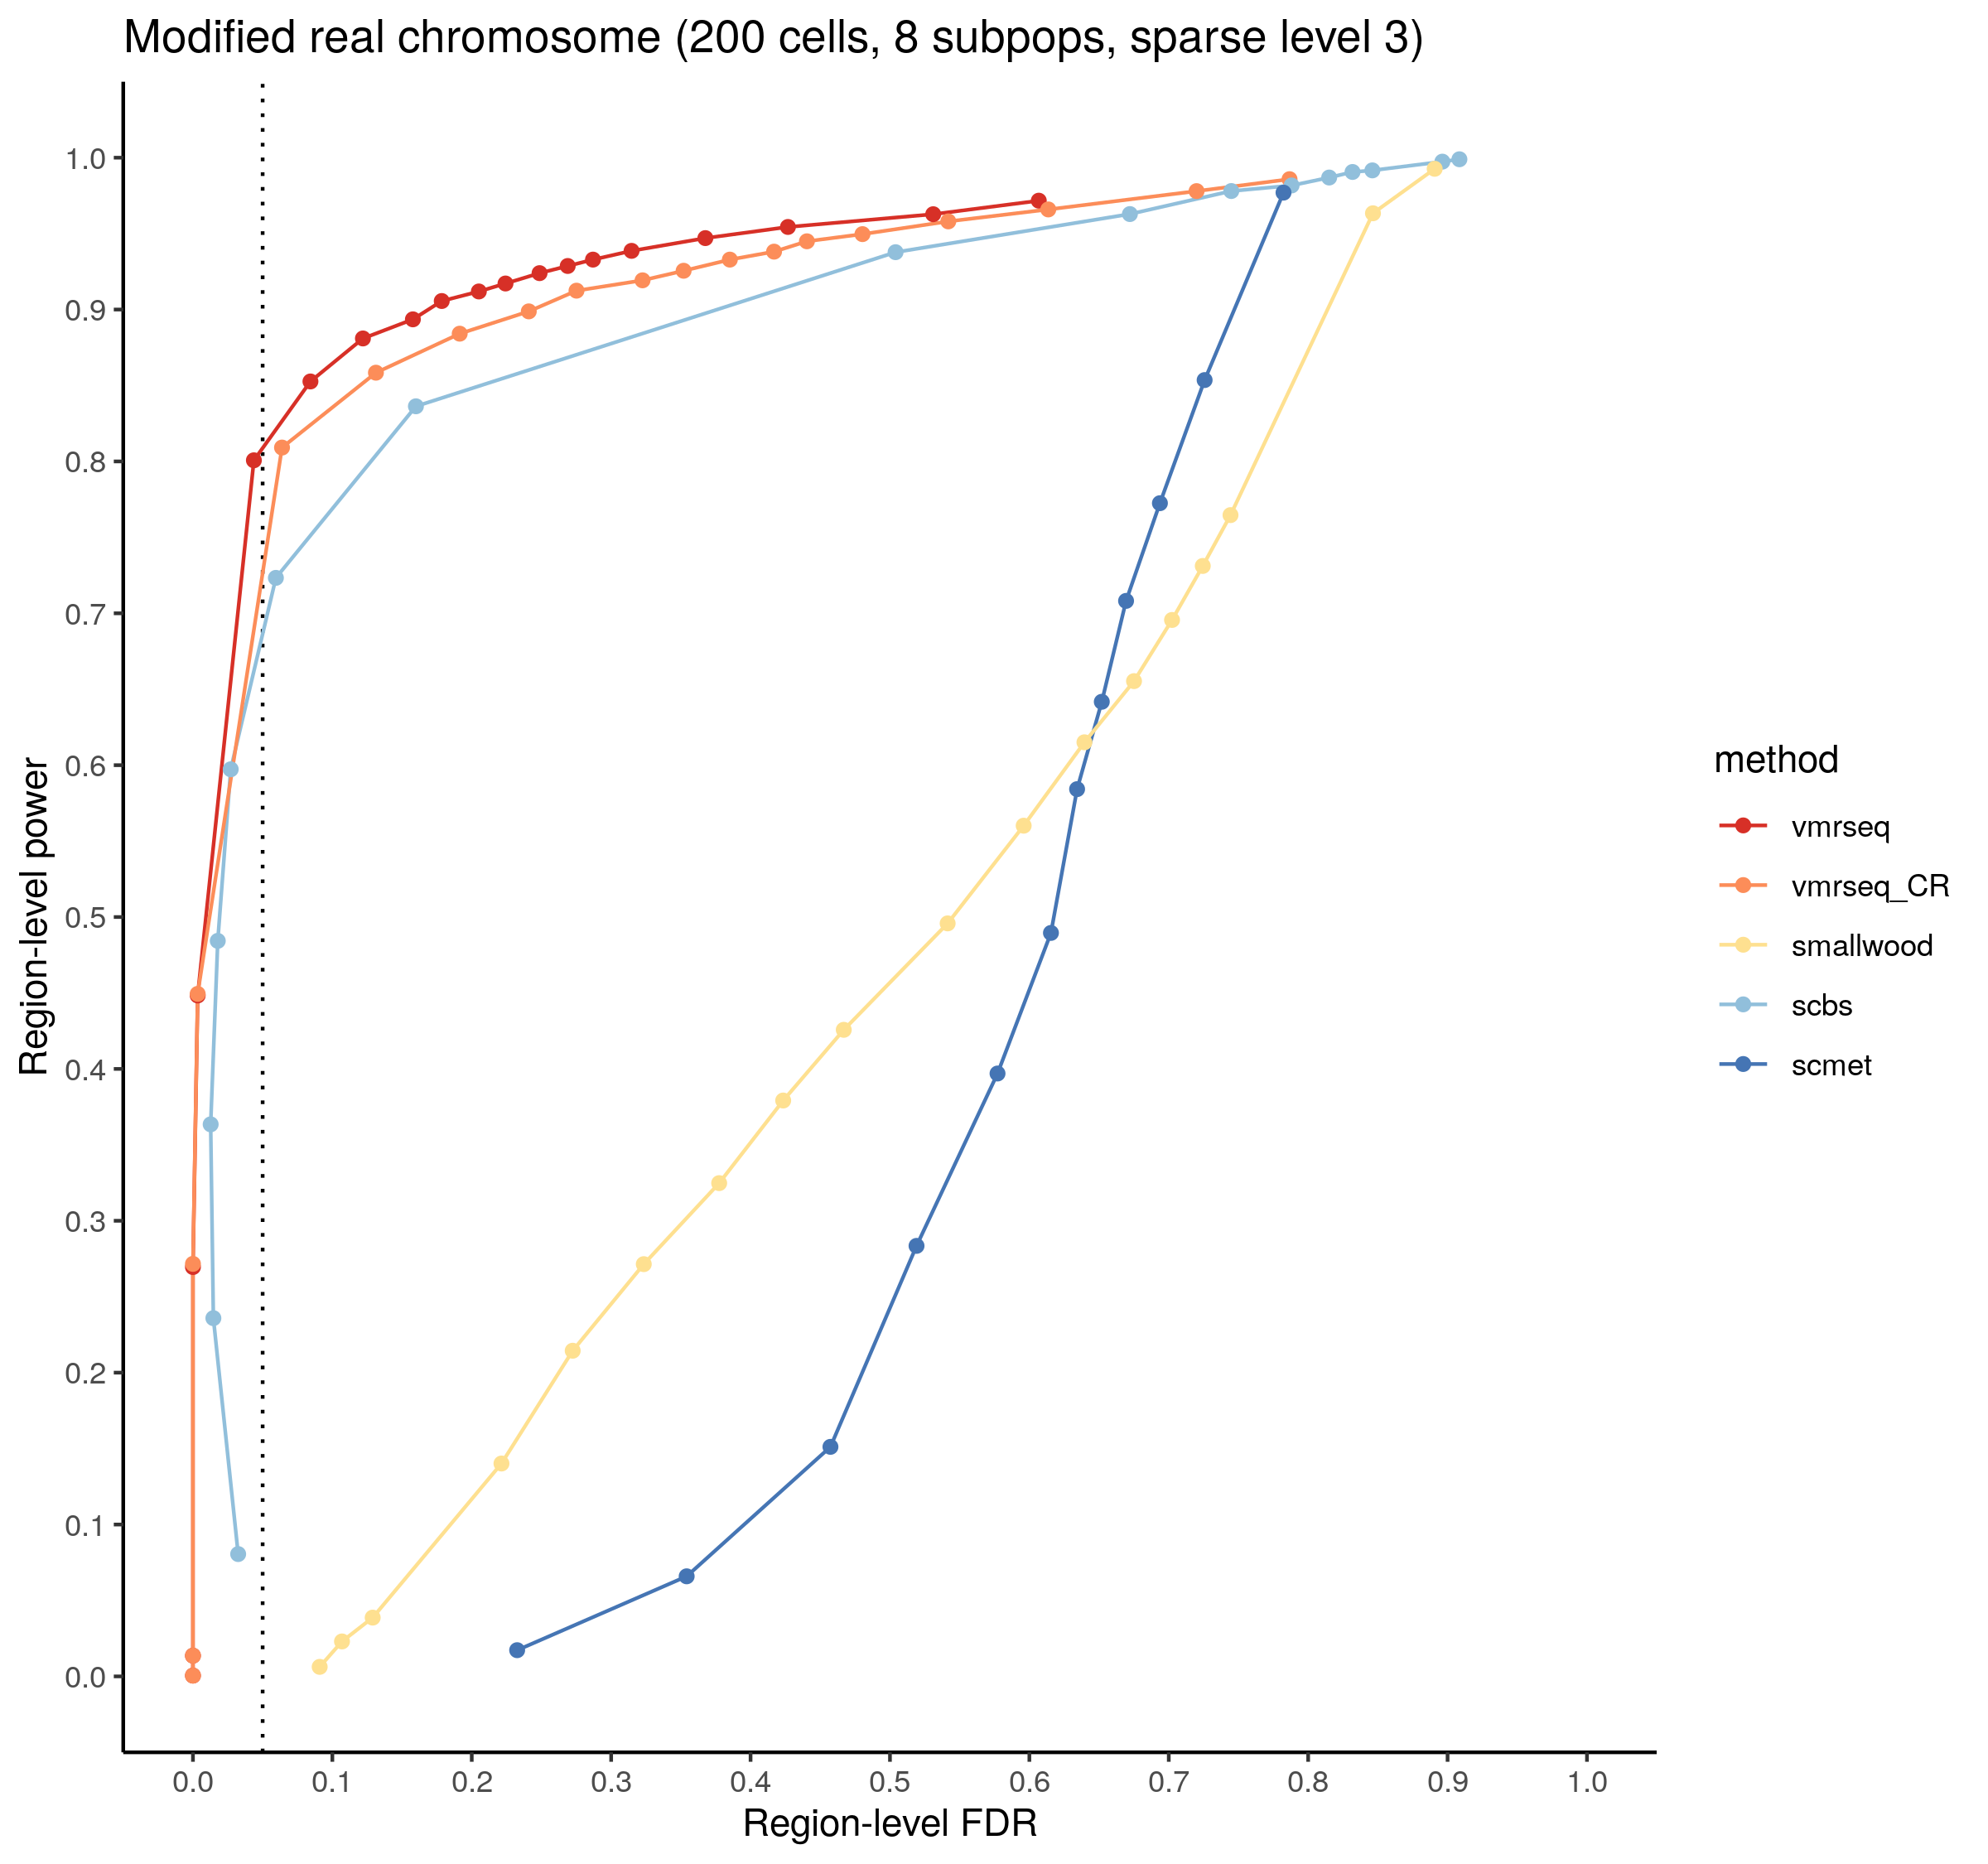 Modified real chromosome (200 cells, 8 subpops, sparse level 3)
Region-level power
1.0
0.9
0.8
0.7
0.6
0.5
0.4
0.3
0.2
0.1
0.0
0.0 0.1 0.2 0.3 0.4 0.5 0.6 0.7 0.8 0.9 1.0
Region-level FDR
method
vmrseq
vmrseq_CR
smallwood
scbs
scmet